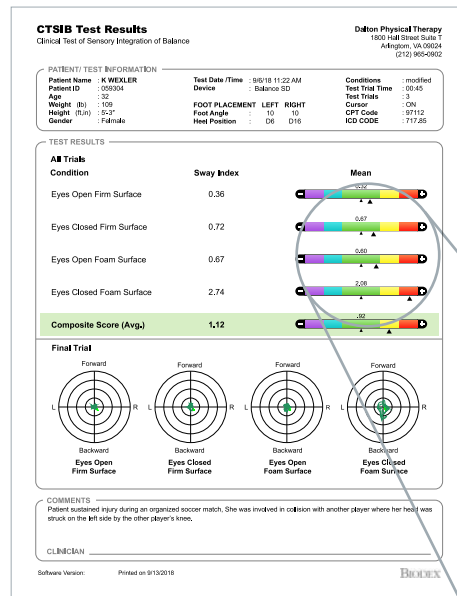 CTSIB Test Results
Clinical Test of Sensory Integration of Balance
Dalton Physical Therapy
1800 Hall Street Suite T
Arlingtom, VA 09024
(212) 965-0902
PATIENT/ TEST INFORMATION
Patient Name : K WEXLER
Patient ID : 059304
Age : 32
Weight (lb) : 109
Height (ft.in) : 5'-3"
Gender : Felmale
Test Date /Time : 9/6/18 11:22 AM
Device : Balance SD
FOOT PLACEMENT LEFT RIGHT
Foot Angle : 10 10
Heel Position : D6 D16
Conditions : modified
Test Trial Time : 00:45
Test Trials : 3
Cursor : ON
CPT Code : 97112
ICD CODE : 717.85
TEST RESULTS
All Trials
Condition Sway Index Mean
Eyes Open Firm Surface 0.36
Eyes Closed Firm Surface 0.72 0.67
Eyes Open Foam Surface 0.67 0.60
Eyes Closed Foam Surface 2.74 2.08
Composite Score (Avg.) 1.12 .92
Final Trial
Forward Forward Forward Forward
L R L R L R L R
Backward Backward Backward Backward
Eyes Open Eyes Closed Eyes Open Eyes Closed
Firm Surface Firm Surface Foam Surface Foam Surface
COMMENTS
Patient sustained injury during an organized soccer match. She was involved in colision with another player where her head was
struck on the left side by the other player's knee.
CLINICIAN
Software Version: Printed on 9/13/2018
BIODEX